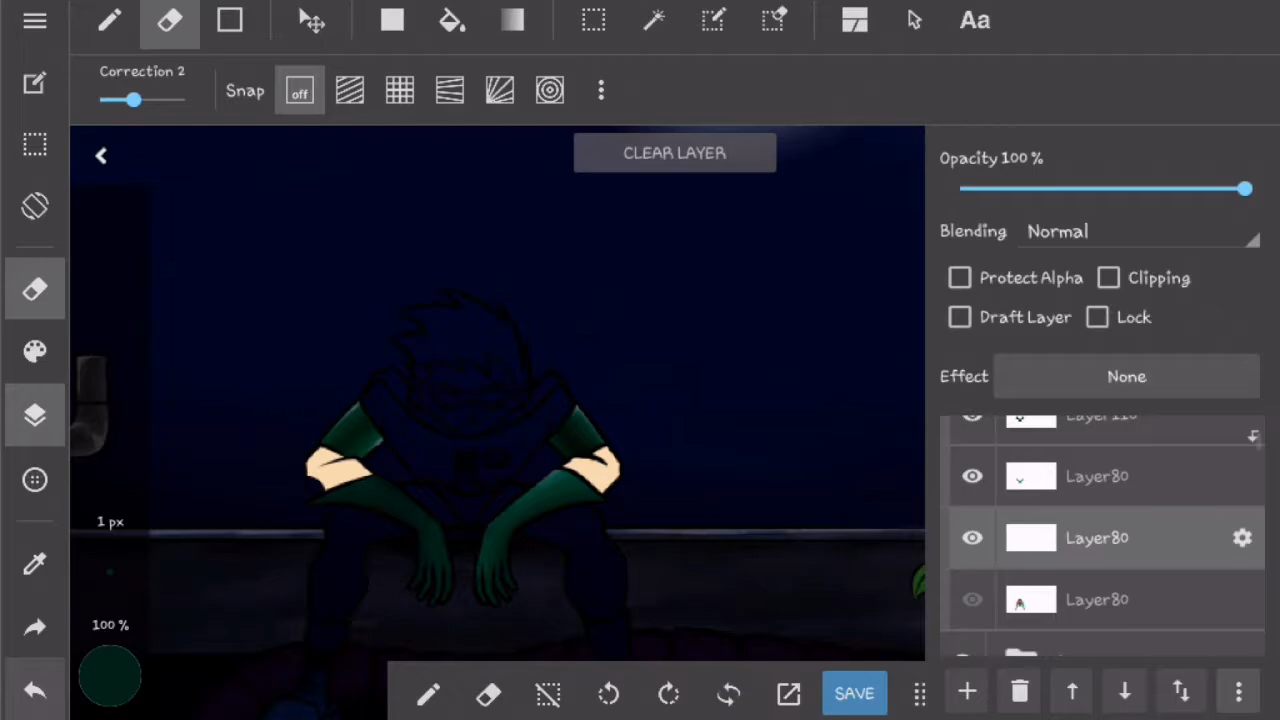 Aa
Correction 2
Snap
off
CLEAR LAYER
Opacity 100 %
Blending Normal
Protect Alpha Clipping
Draft Layer Lock
Effect None
Layer80
Layer80
Layer80
1 px
100 %
SAVE